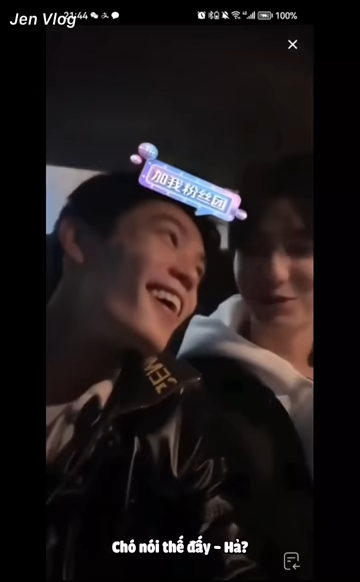 Jen Vlog
21:44
100%
加我粉丝团
Chó nói thế đấy - Hả?